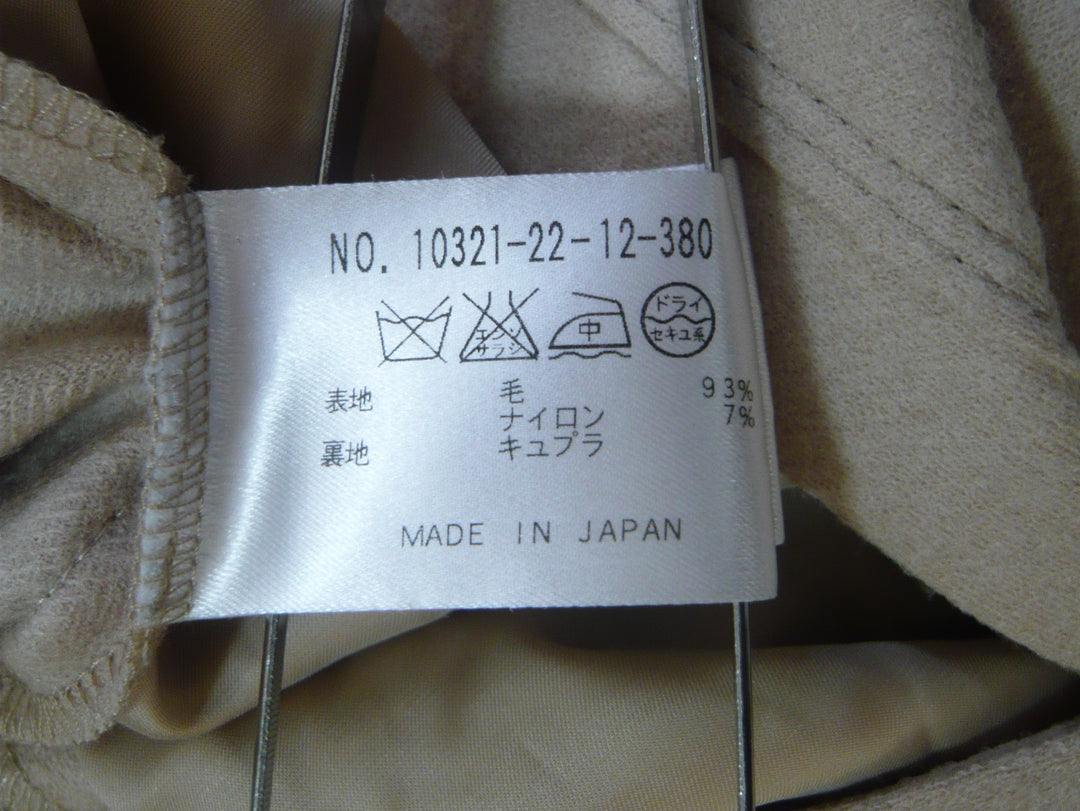 NO. 10321-22-12-380
エンソ サラシ 中 ドライ セキユ系
表地 毛 93%
ナイロン 7%
裏地 キュプラ
MADE IN JAPAN